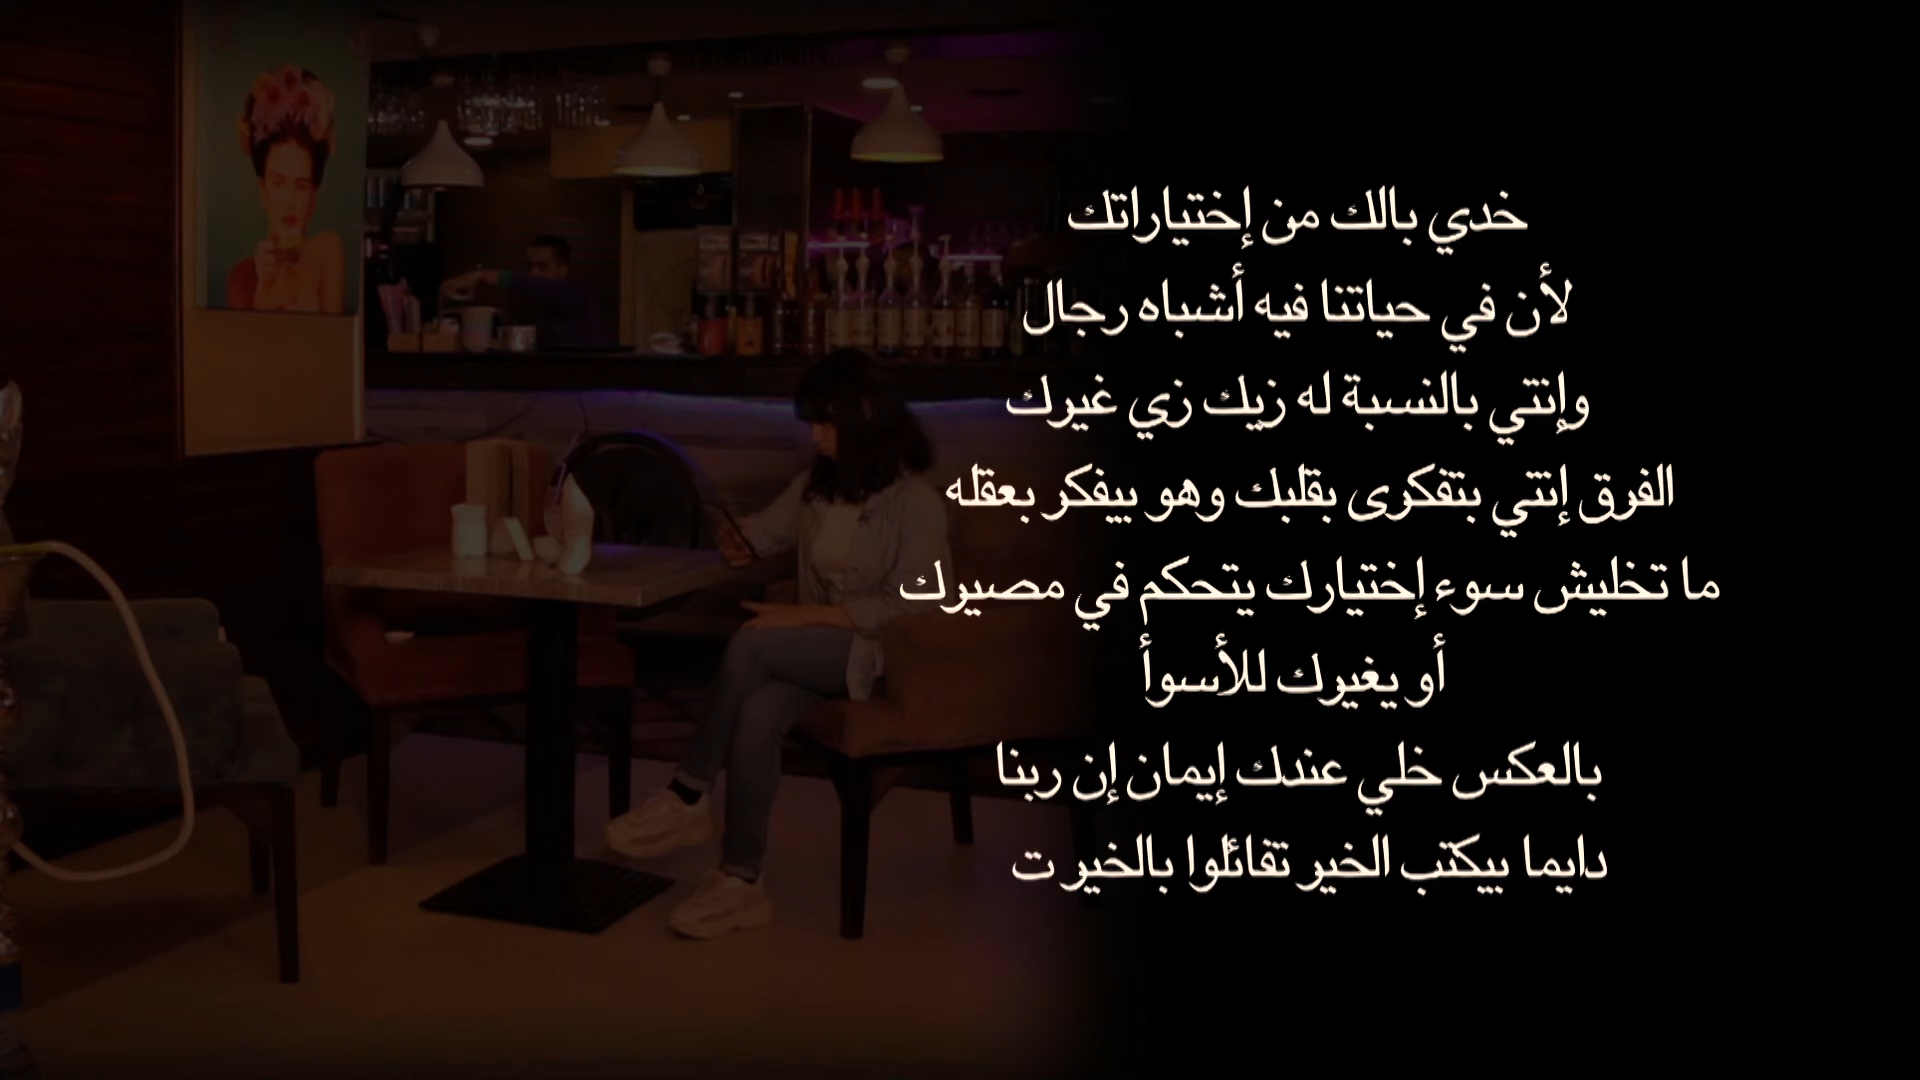 خدي بالك من إختياراتك
لأن في حياتنا فيه أشباه رجال
وإنتي بالنسبة له زيك زي غيرك
الفرق إنتي بتفكرى بقلبك وهو بيفكر بعقله
ما تخليش سوء إختيارك يتحكم في مصيرك
أو يغيرك للأسوأ
بالعكس خلي عندك إيمان إن ربنا
دايما بيكتب الخير تفائلوا بالخير ت